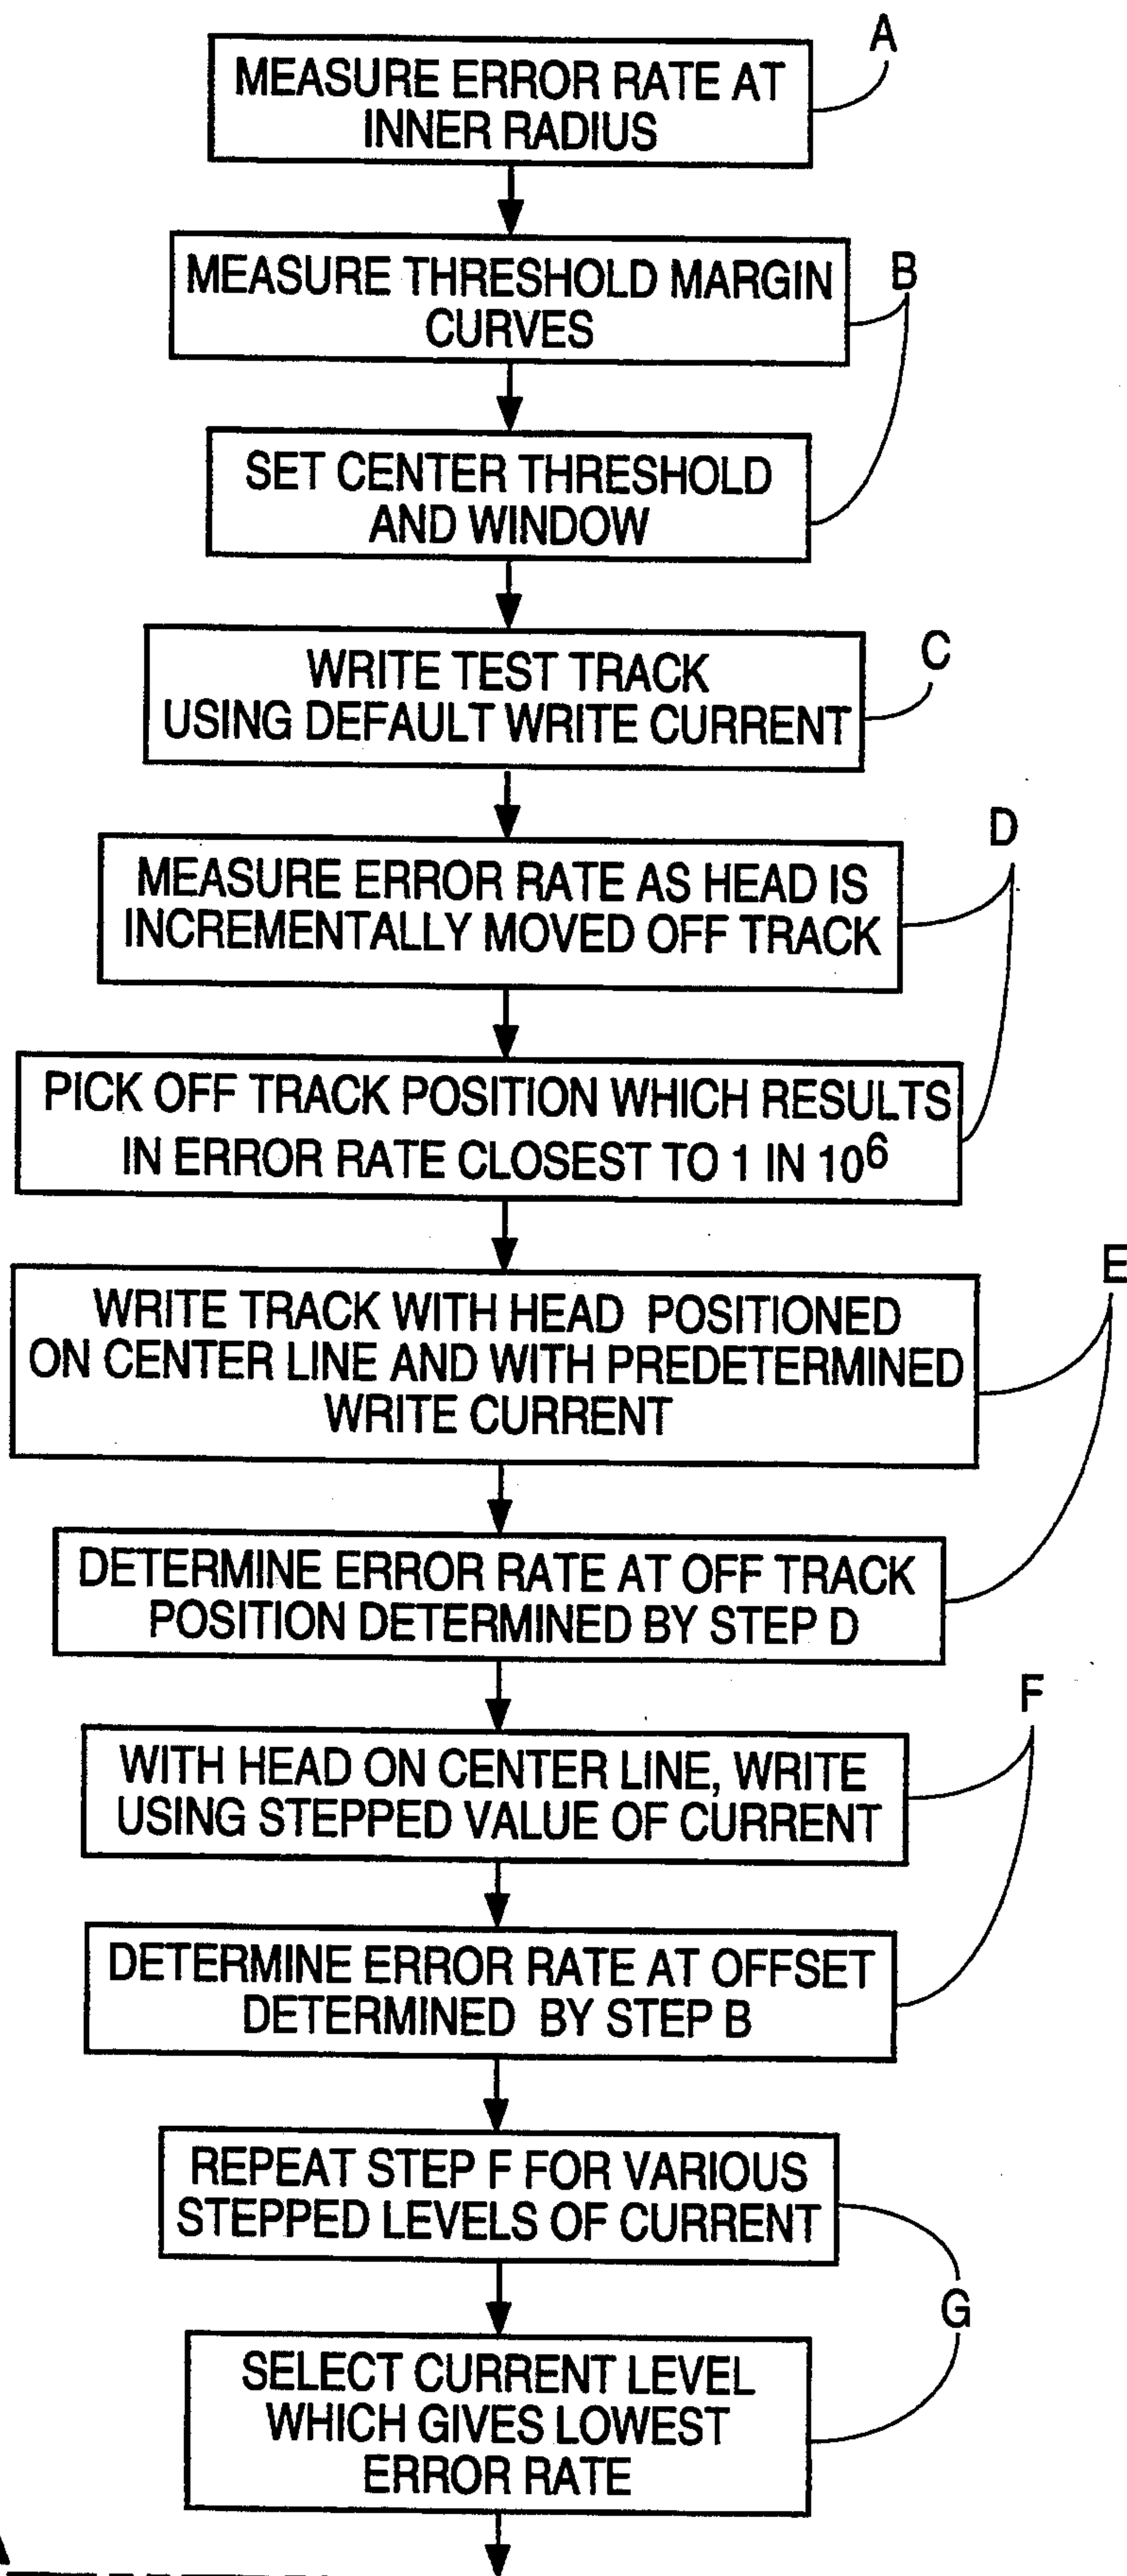 A
MEASURE ERROR RATE AT
INNER RADIUS
B
MEASURE THRESHOLD MARGIN
CURVES
SET CENTER THRESHOLD
AND WINDOW
C
WRITE TEST TRACK
USING DEFAULT WRITE CURRENT
D
MEASURE ERROR RATE AS HEAD IS
INCREMENTALLY MOVED OFF TRACK
PICK OFF TRACK POSITION WHICH RESULTS
IN ERROR RATE CLOSEST TO 1 IN 10⁶
E
WRITE TRACK WITH HEAD POSITIONED
ON CENTER LINE AND WITH PREDETERMINED
WRITE CURRENT
DETERMINE ERROR RATE AT OFF TRACK
POSITION DETERMINED BY STEP D
F
WITH HEAD ON CENTER LINE, WRITE
USING STEPPED VALUE OF CURRENT
DETERMINE ERROR RATE AT OFFSET
DETERMINED BY STEP B
REPEAT STEP F FOR VARIOUS
STEPPED LEVELS OF CURRENT
G
SELECT CURRENT LEVEL
WHICH GIVES LOWEST
ERROR RATE